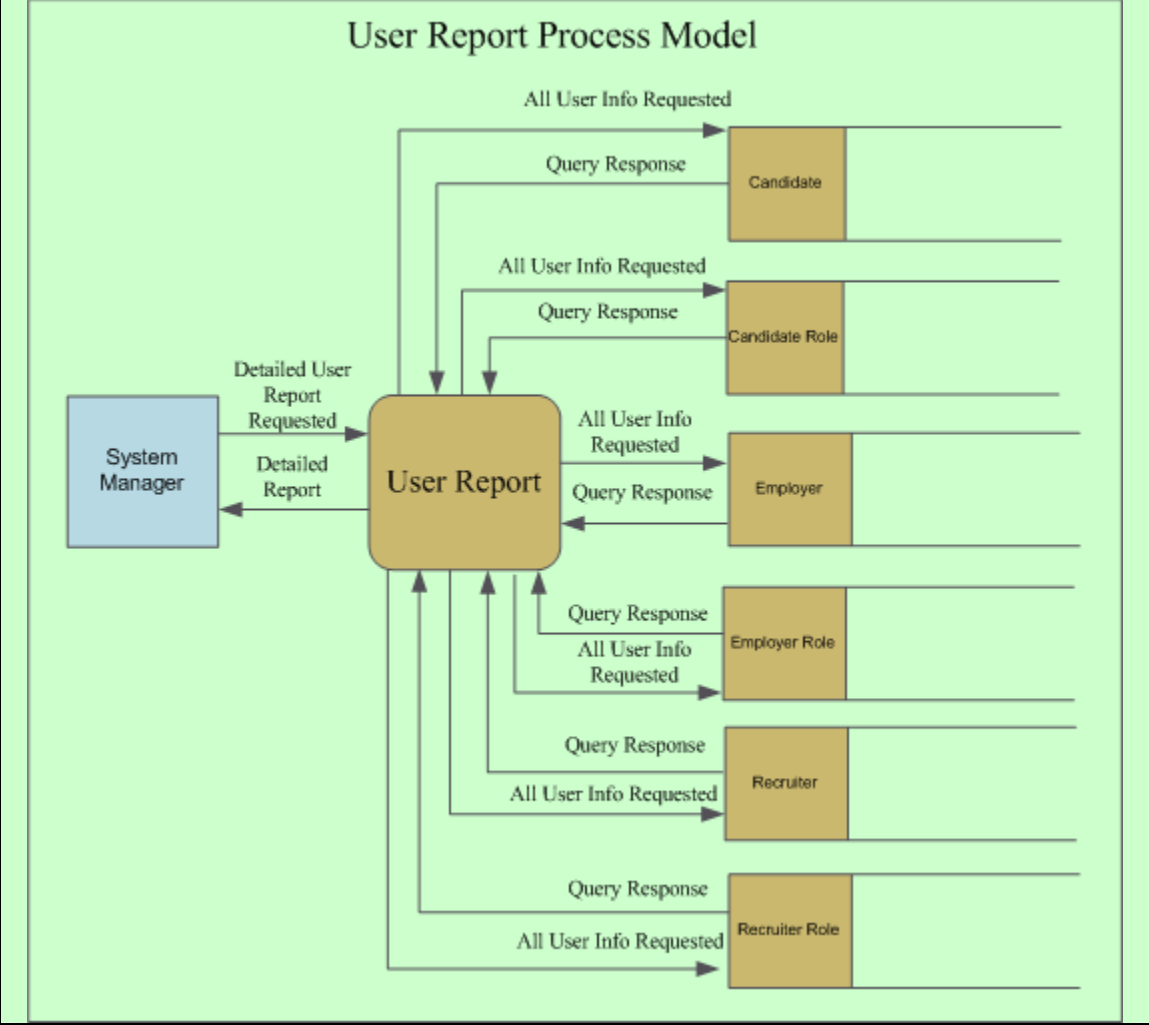 User Report Process Model
All User Info Requested
Query Response
Candidate
All User Info Requested
Query Response
Candidate Role
Detailed User
Report
Requested
System
Manager
Detailed
Report
User Report
All User Info
Requested
Query Response
Employer
Query Response
All User Info
Requested
Employer Role
Query Response
All User Info Requested
Recruiter
Query Response
All User Info Requested
Recruiter Role